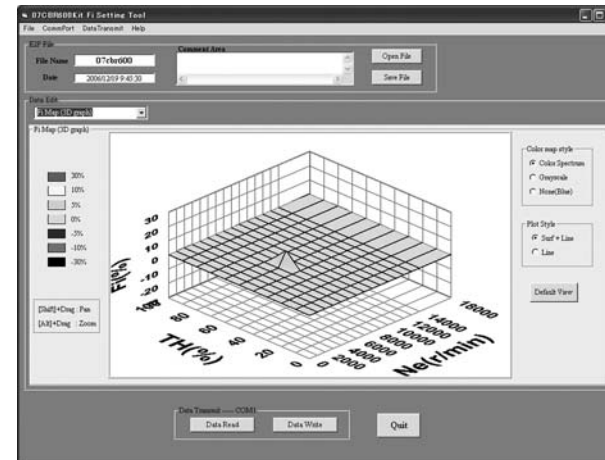 07CBR600Kit Fi Setting Tool
File CommPort DataTransmit Help
EZP File
File Name 07cbr600
Date 2006/12/19 9:45:30
Comment Area
Open File
Save File
Data Edit
Fi Map (3D graph)
Fi Map (3D graph)
30%
10%
5%
0%
-5%
-10%
-30%
[Shift]+Drag : Pan
[Alt]+Drag : Zoom
30
20
10
0
-10
-20
Fi(%)
80
60
40
20
0
TH(%)
0
2000
4000
6000
8000
10000
12000
14000
16000
Ne(r/min)
Color map style
Color Spectrum
Grayscale
None(Blue)
Plot Style
Surf + Line
Line
Default View
Data Transmit ----- COM1
Data Read
Data Write
Quit